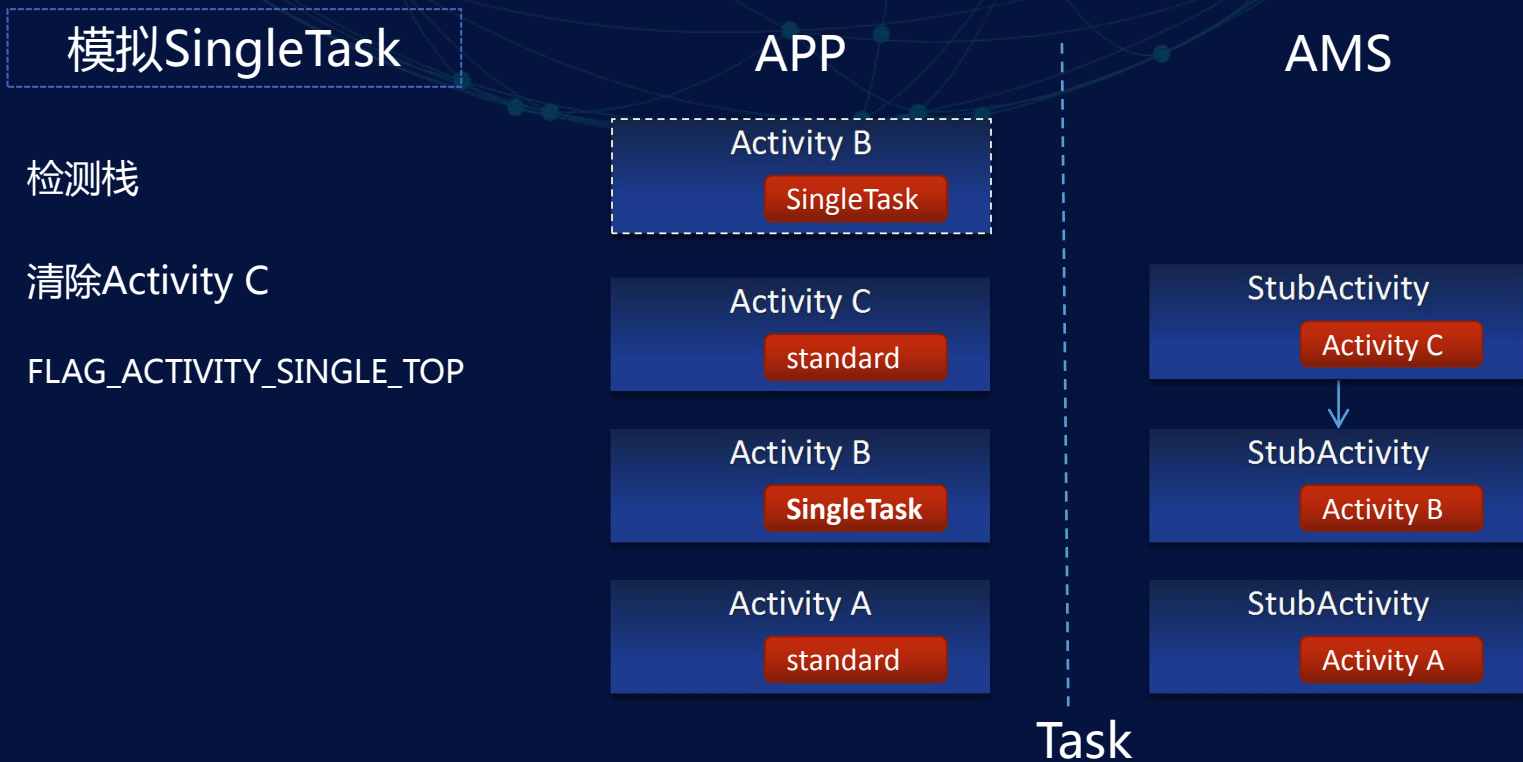 模拟SingleTask
APP
AMS
检测栈
清除Activity C
FLAG_ACTIVITY_SINGLE_TOP
Activity B
SingleTask
Activity C
standard
Activity B
SingleTask
Activity A
standard
StubActivity
Activity C
StubActivity
Activity B
StubActivity
Activity A
Task